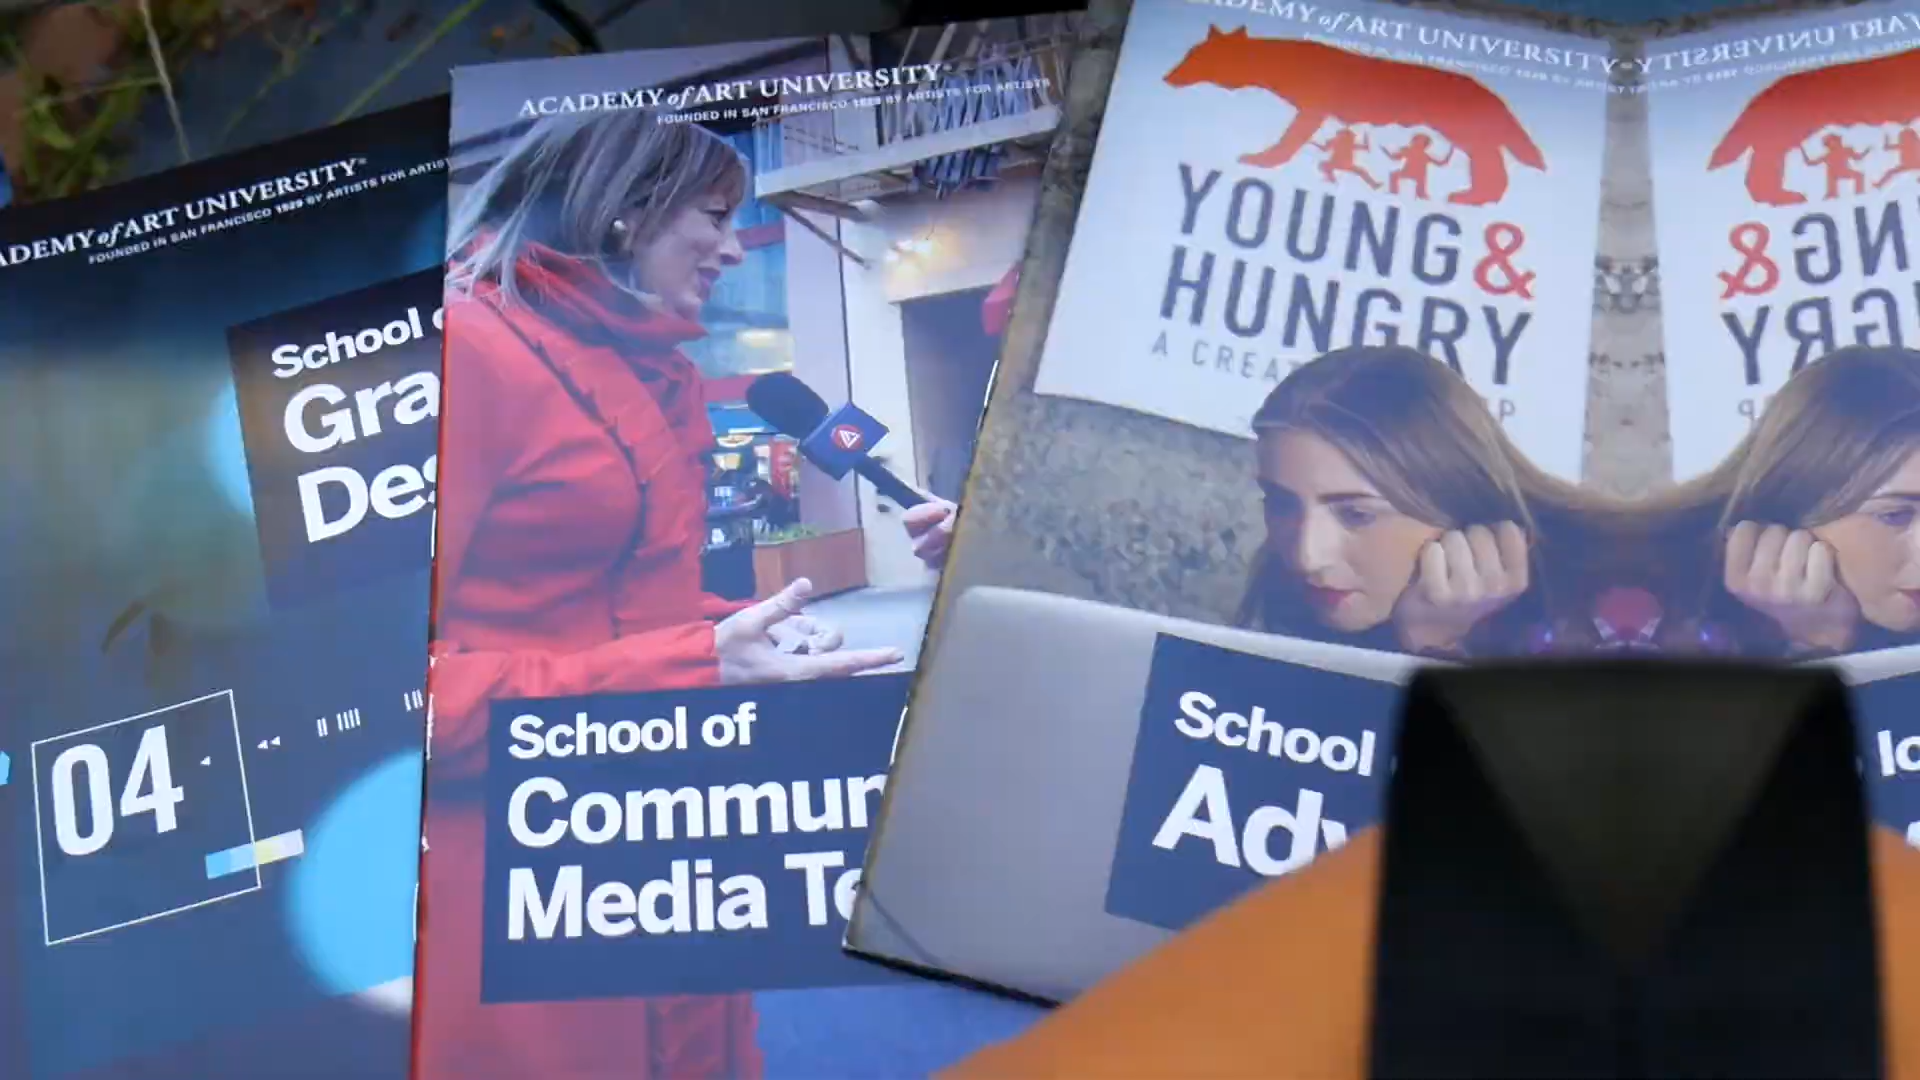 ACADEMY of ART UNIVERSITY
FOUNDED IN SAN FRANCISCO 1929 BY ARTISTS FOR ARTISTS
School
Gra
Des
04
ACADEMY of ART UNIVERSITY
FOUNDED IN SAN FRANCISCO 1929 BY ARTISTS FOR ARTISTS
School of
Commun
Media Te
ADEMY of ART UNIVERSITY
YOUNG &
HUNGRY
A CREAT
School
Adv